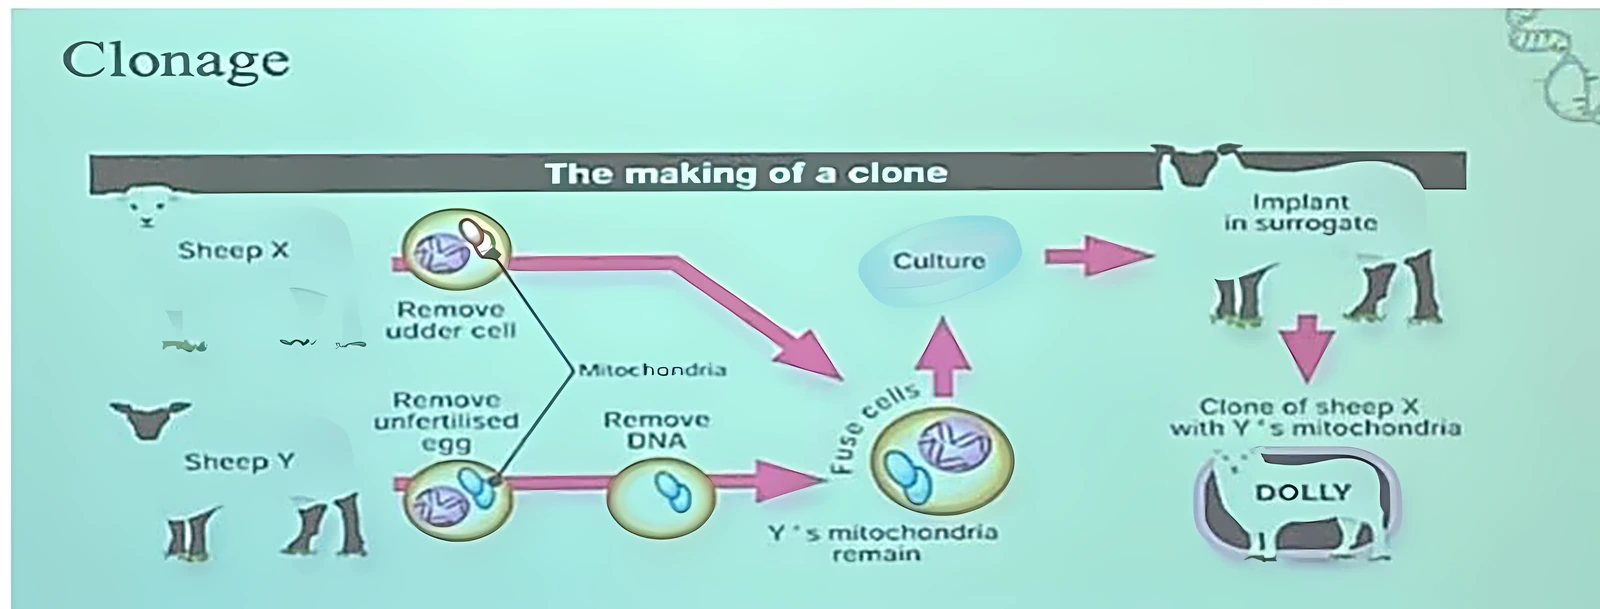 Clonage
The making of a clone
Sheep X
Remove
udder cell
Mitochondria
Sheep Y
Remove
unfertilised
egg
Remove
DNA
Fuse cells
Y's mitochondria
remain
Culture
Implant
in surrogate
Clone of sheep X
with Y's mitochondria
DOLLY